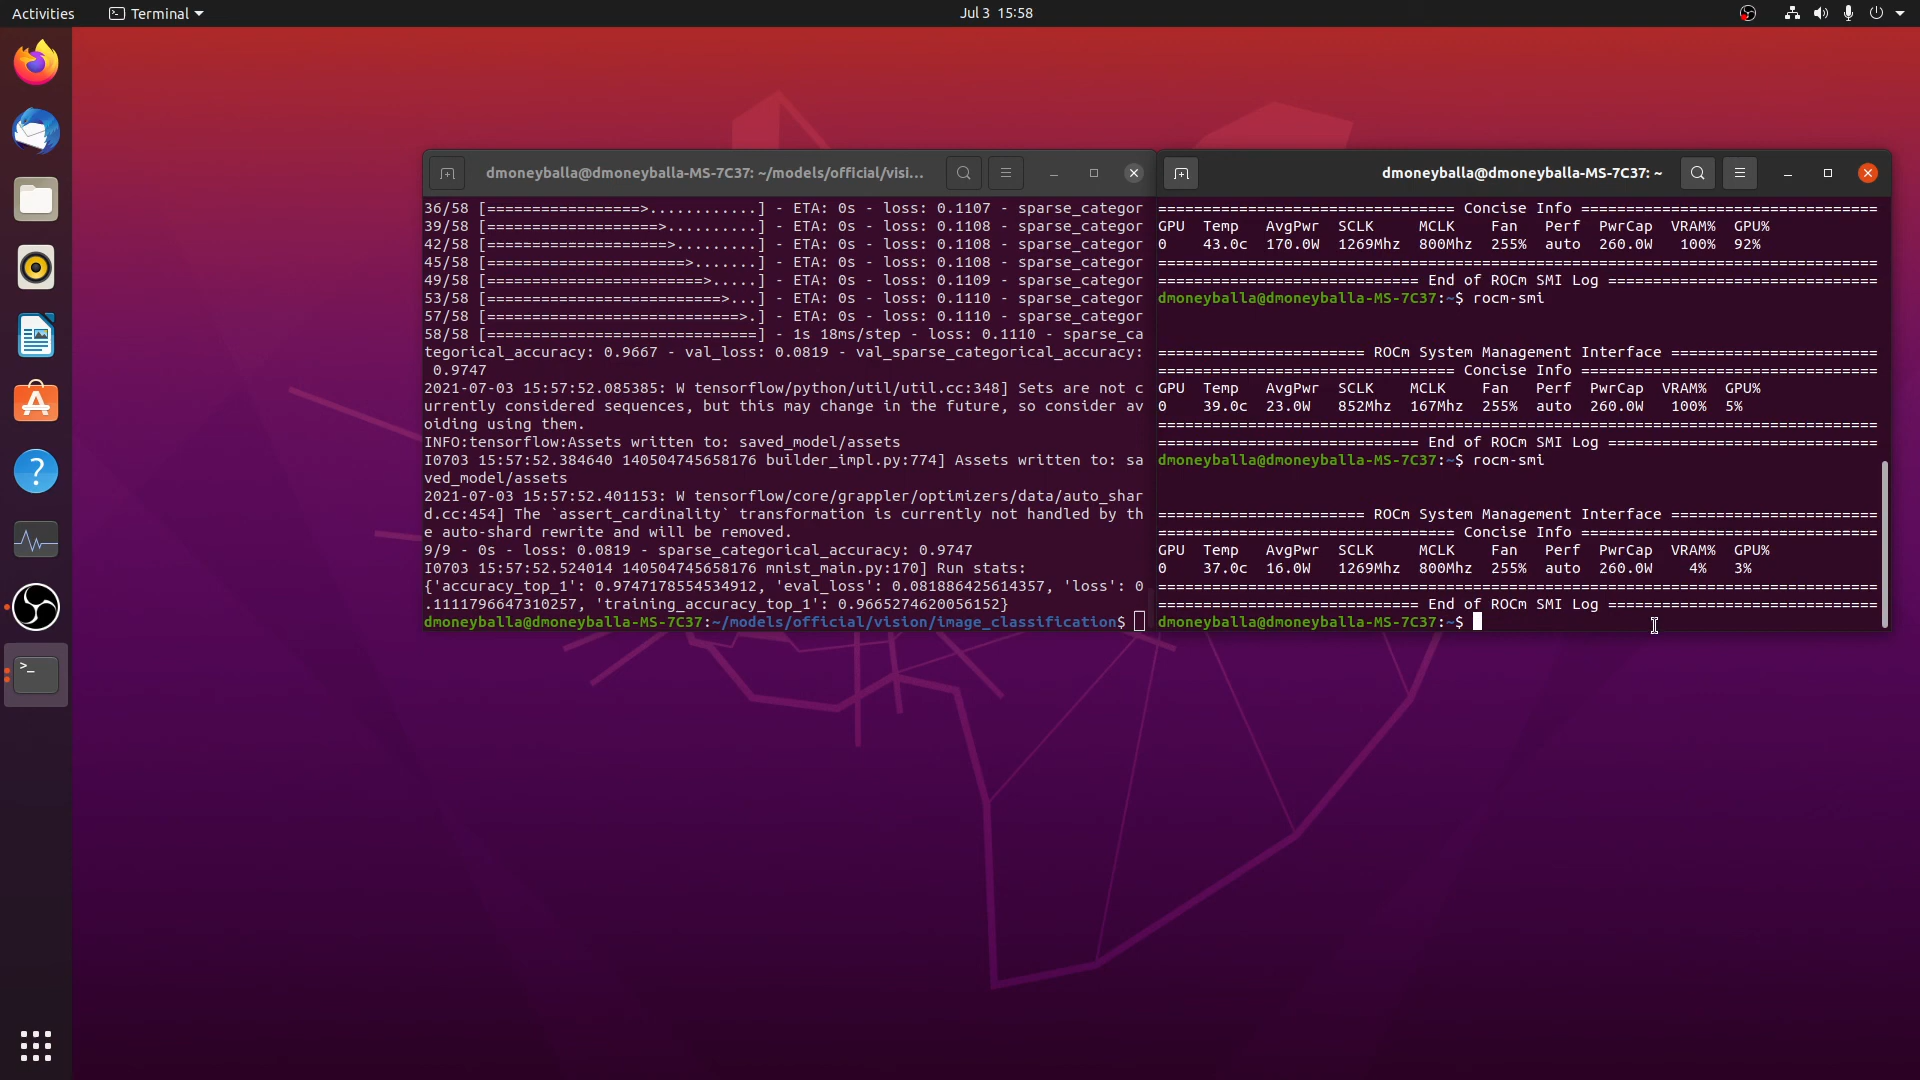 Activities
Terminal
Jul 3 15:58
dmoneyballa@dmoneyballa-MS-7C37: ~/models/official/visi...
36/58 [=================>............] - ETA: 0s - loss: 0.1107 - sparse_categor
39/58 [===================>..........] - ETA: 0s - loss: 0.1108 - sparse_categor
42/58 [====================>.........] - ETA: 0s - loss: 0.1108 - sparse_categor
45/58 [======================>.......] - ETA: 0s - loss: 0.1108 - sparse_categor
49/58 [========================>.....] - ETA: 0s - loss: 0.1109 - sparse_categor
53/58 [==========================>...] - ETA: 0s - loss: 0.1110 - sparse_categor
57/58 [============================>.] - ETA: 0s - loss: 0.1110 - sparse_categor
58/58 [==============================] - 1s 18ms/step - loss: 0.1110 - sparse_ca
tegorical_accuracy: 0.9667 - val_loss: 0.0819 - val_sparse_categorical_accuracy:
0.9747
2021-07-03 15:57:52.085385: W tensorflow/python/util/util.cc:348] Sets are not c
urrently considered sequences, but this may change in the future, so consider av
oiding using them.
INFO:tensorflow:Assets written to: saved_model/assets
I0703 15:57:52.384640 140504745658176 builder_impl.py:774] Assets written to: sa
ved_model/assets
2021-07-03 15:57:52.401153: W tensorflow/core/grappler/optimizers/data/auto_shar
d.cc:454] The `assert_cardinality` transformation is currently not handled by th
e auto-shard rewrite and will be removed.
9/9 - 0s - loss: 0.0819 - sparse_categorical_accuracy: 0.9747
I0703 15:57:52.524014 140504745658176 mnist_main.py:170] Run stats:
{'accuracy_top_1': 0.9747178554534912, 'eval_loss': 0.081886425614357, 'loss': 0
.1111796647310257, 'training_accuracy_top_1': 0.9665274620056152}
dmoneyballa@dmoneyballa-MS-7C37:~/models/official/vision/image_classification$
dmoneyballa@dmoneyballa-MS-7C37: ~
================================= Concise Info =================================
GPU Temp AvgPwr SCLK MCLK Fan Perf PwrCap VRAM% GPU%
0 43.0c 170.0W 1269Mhz 800Mhz 255% auto 260.0W 100% 92%
================================================================================
============================= End of ROCm SMI Log ==============================
dmoneyballa@dmoneyballa-MS-7C37:~$ rocm-smi
======================= ROCm System Management Interface =======================
================================= Concise Info =================================
GPU Temp AvgPwr SCLK MCLK Fan Perf PwrCap VRAM% GPU%
0 39.0c 23.0W 852Mhz 167Mhz 255% auto 260.0W 100% 5%
================================================================================
============================= End of ROCm SMI Log ==============================
dmoneyballa@dmoneyballa-MS-7C37:~$ rocm-smi
======================= ROCm System Management Interface =======================
================================= Concise Info =================================
GPU Temp AvgPwr SCLK MCLK Fan Perf PwrCap VRAM% GPU%
0 37.0c 16.0W 1269Mhz 800Mhz 255% auto 260.0W 4% 3%
================================================================================
============================= End of ROCm SMI Log ==============================
dmoneyballa@dmoneyballa-MS-7C37:~$